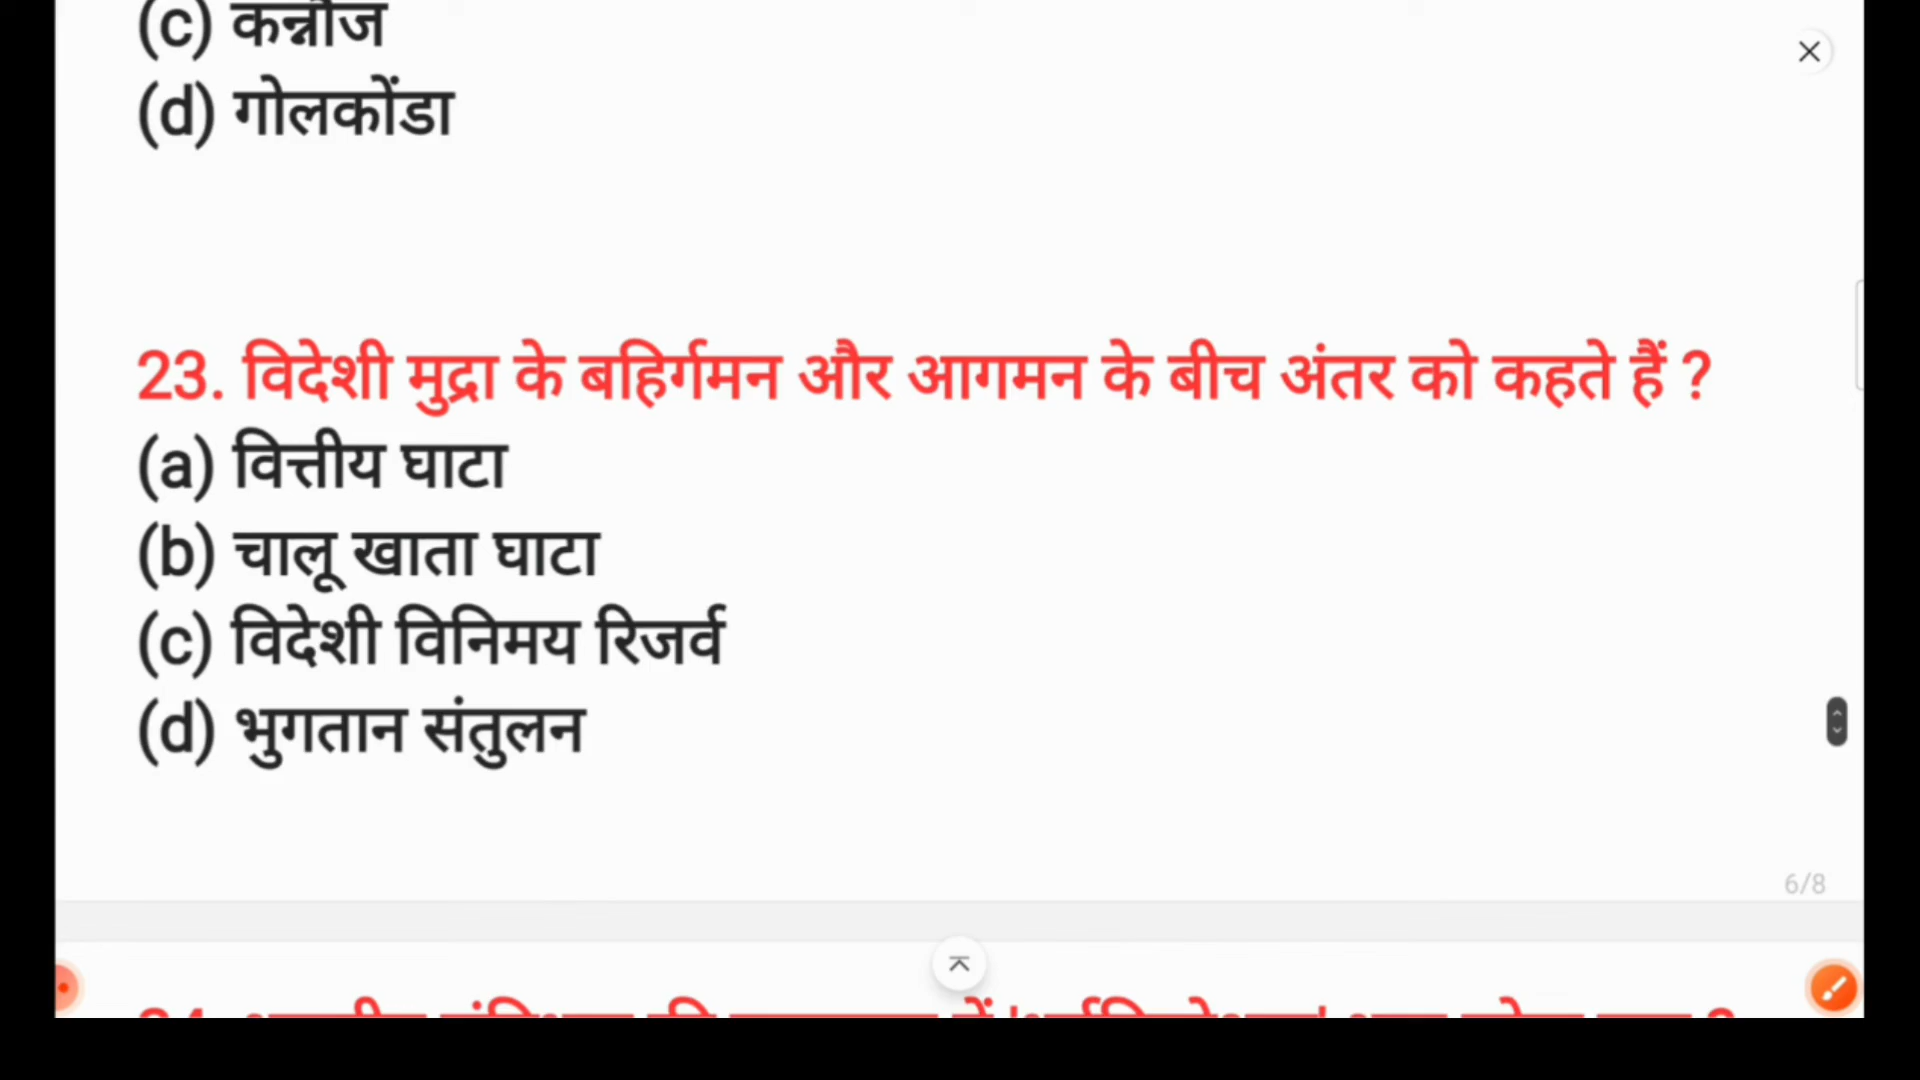 (c) कन्नौज
(d) गोलकोंडा
23. विदेशी मुद्रा के बहिर्गमन और आगमन के बीच अंतर को कहते हैं ?
(a) वित्तीय घाटा
(b) चालू खाता घाटा
(c) विदेशी विनिमय रिजर्व
(d) भुगतान संतुलन
6/8